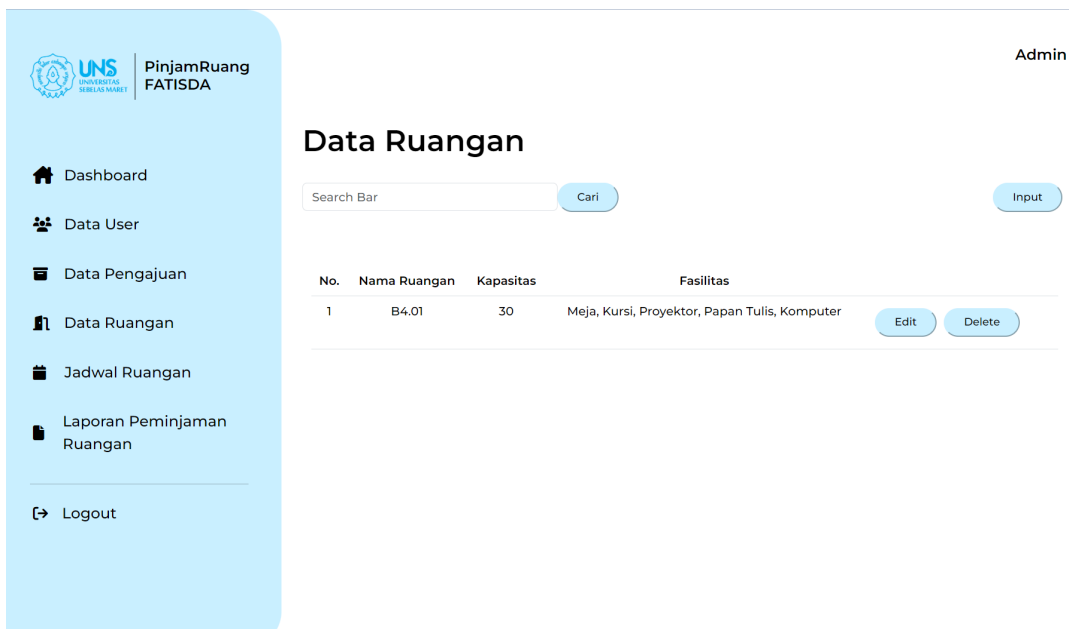 UNS
UNIVERSITAS
SEBELAS MARET
PinjamRuang
FATISDA
Admin
Dashboard
Data User
Data Pengajuan
Data Ruangan
Jadwal Ruangan
Laporan Peminjaman
Ruangan
Logout
Data Ruangan
Search Bar Cari Input
No. Nama Ruangan Kapasitas Fasilitas
1 B4.01 30 Meja, Kursi, Proyektor, Papan Tulis, Komputer Edit Delete